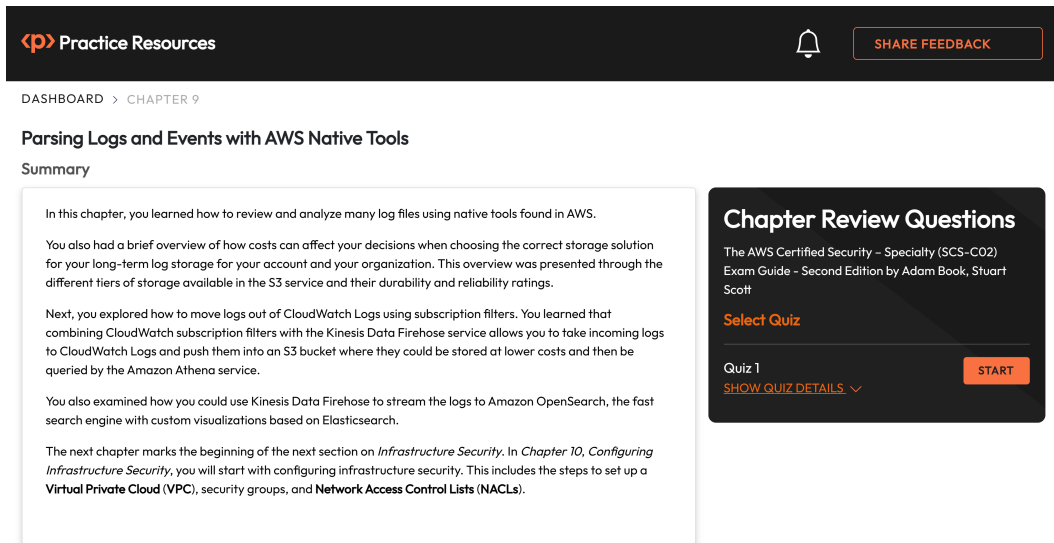 <p> Practice Resources
SHARE FEEDBACK
DASHBOARD > CHAPTER 9
Parsing Logs and Events with AWS Native Tools
Summary
In this chapter, you learned how to review and analyze many log files using native tools found in AWS.
You also had a brief overview of how costs can affect your decisions when choosing the correct storage solution
for your long-term log storage for your account and your organization. This overview was presented through the
different tiers of storage available in the S3 service and their durability and reliability ratings.
Next, you explored how to move logs out of CloudWatch Logs using subscription filters. You learned that
combining CloudWatch subscription filters with the Kinesis Data Firehose service allows you to take incoming logs
to CloudWatch Logs and push them into an S3 bucket where they could be stored at lower costs and then be
queried by the Amazon Athena service.
You also examined how you could use Kinesis Data Firehose to stream the logs to Amazon OpenSearch, the fast
search engine with custom visualizations based on Elasticsearch.
The next chapter marks the beginning of the next section on Infrastructure Security. In Chapter 10, Configuring
Infrastructure Security, you will start with configuring infrastructure security. This includes the steps to set up a
Virtual Private Cloud (VPC), security groups, and Network Access Control Lists (NACLs).
Chapter Review Questions
The AWS Certified Security – Specialty (SCS-C02)
Exam Guide - Second Edition by Adam Book, Stuart
Scott
Select Quiz
Quiz 1
START
SHOW QUIZ DETAILS